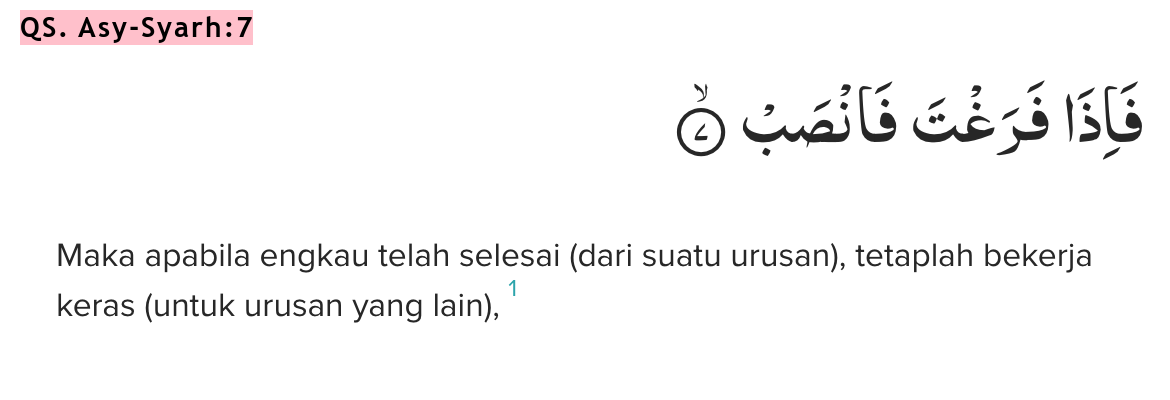 QS. Asy-Syarh:7
فَاِذَا فَرَغْتَ فَانْصَبْۙ ٧
Maka apabila engkau telah selesai (dari suatu urusan), tetaplah bekerja
keras (untuk urusan yang lain), 1